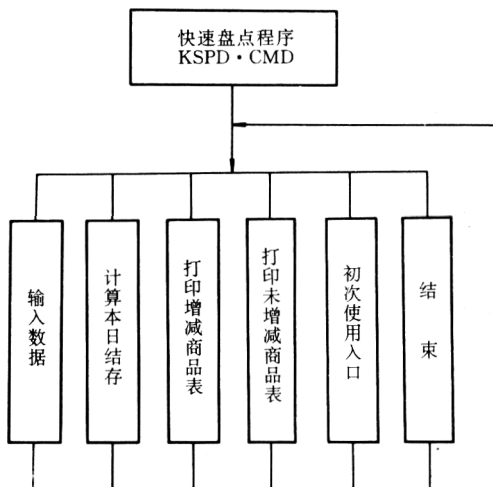 快速盘点程序
KSPD·CMD
输入数据
计算本日结存
打印增减商品表
打印未增减商品表
初次使用入口
结束